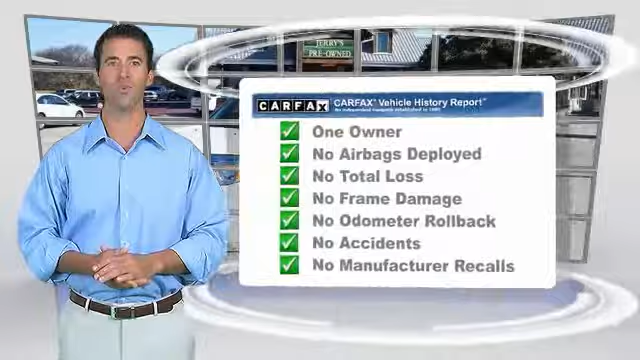 JERRY'S
PRE-OWNED
CARFAX CARFAX Vehicle History Report™
One Owner
No Airbags Deployed
No Total Loss
No Frame Damage
No Odometer Rollback
No Accidents
No Manufacturer Recalls